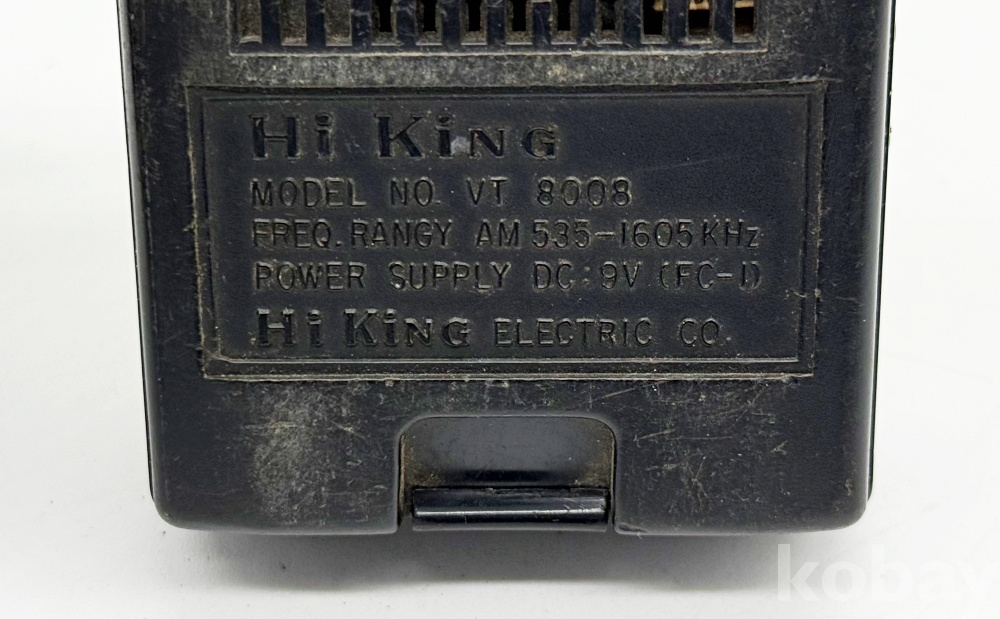 Hi KiNG
MODEL NO. VT 8008
FREQ. RANGY AM 535-1605 KHz
POWER SUPPLY DC : 9V (FC-1)
Hi KiNG ELECTRIC CO.
kobay